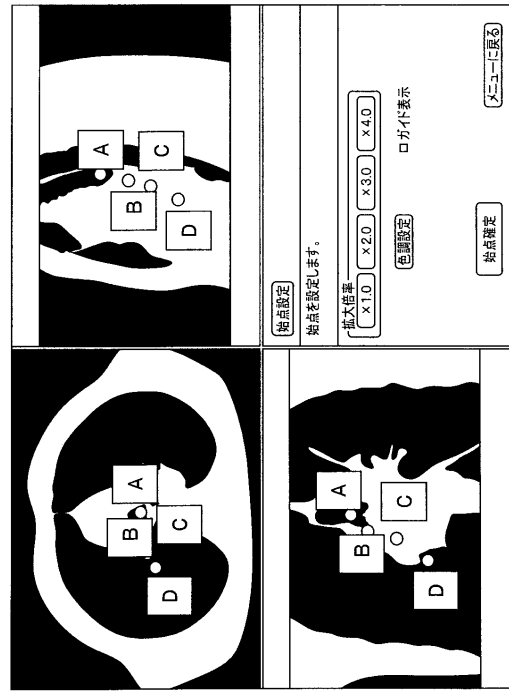 B
A
D
C
A
B
C
D
A
B
C
D
始点設定
始点を設定します。
拡大倍率
×1.0 ×2.0 ×3.0 ×4.0
色調設定 □ガイド表示
始点確定 メニューに戻る